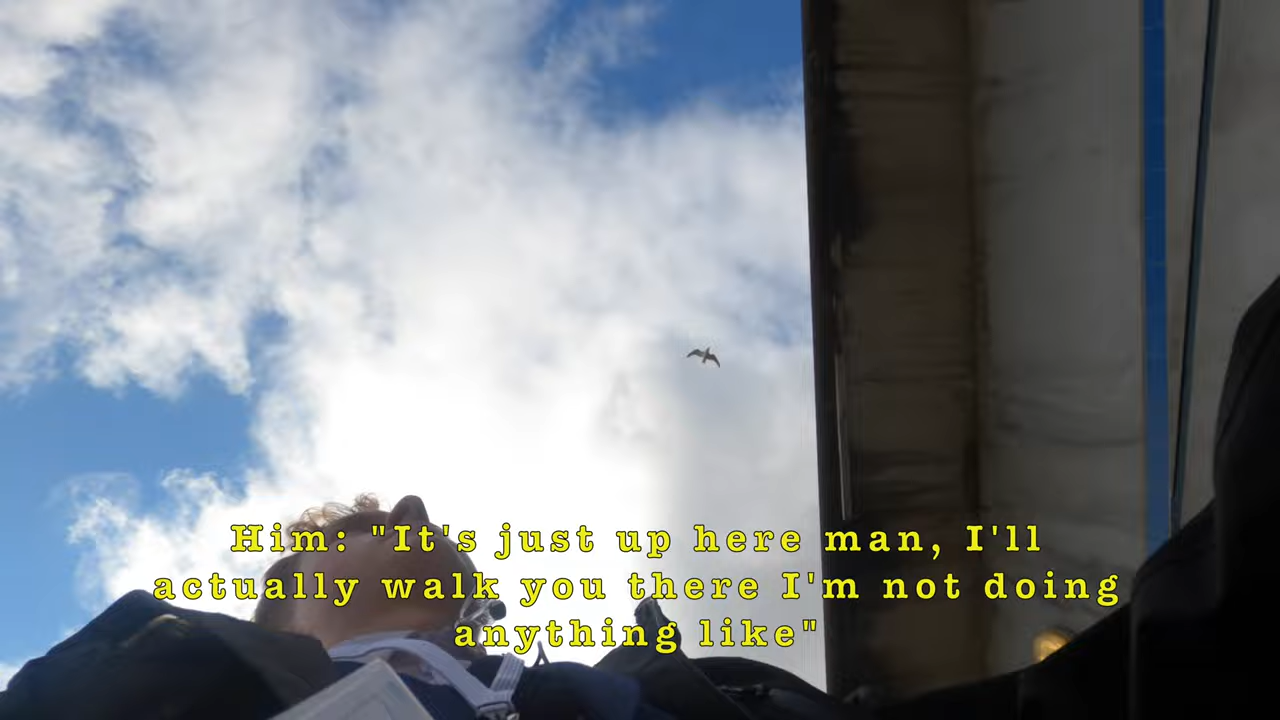 Him: "It's just up here man, I'll
actually walk you there I'm not doing
anything like"